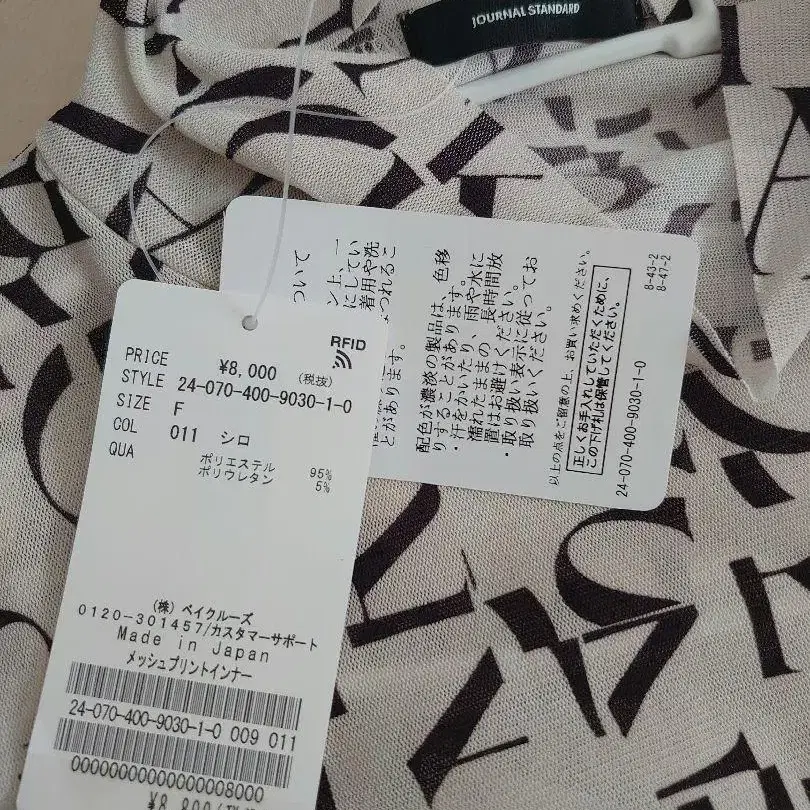 JOURNAL STANDARD
RFID
PRICE ¥8,000 (税抜)
STYLE 24-070-400-9030-1-0
SIZE F
COL 011 シロ
QUA
ポリエステル 95%
ポリウレタン 5%
(株) ベイクルーズ
0120-301457/カスタマーサポート
Made in Japan
メッシュプリントインナー
24-070-400-9030-1-0 009 011
00000000000000008000
配色が濃淡の製品は、色移
りすることがあります。
・汗をかいたり、雨や水に
濡れたままの 長時間放
置はお避けください。
・取り扱い表示に従ってお
取り扱いください。
以上の点をご留意の上、お買い求めください。
正しくお手入れしていただくために、
この下げ札は保管してください。
24-070-400-9030-1-0
8-43-2
8-47-2